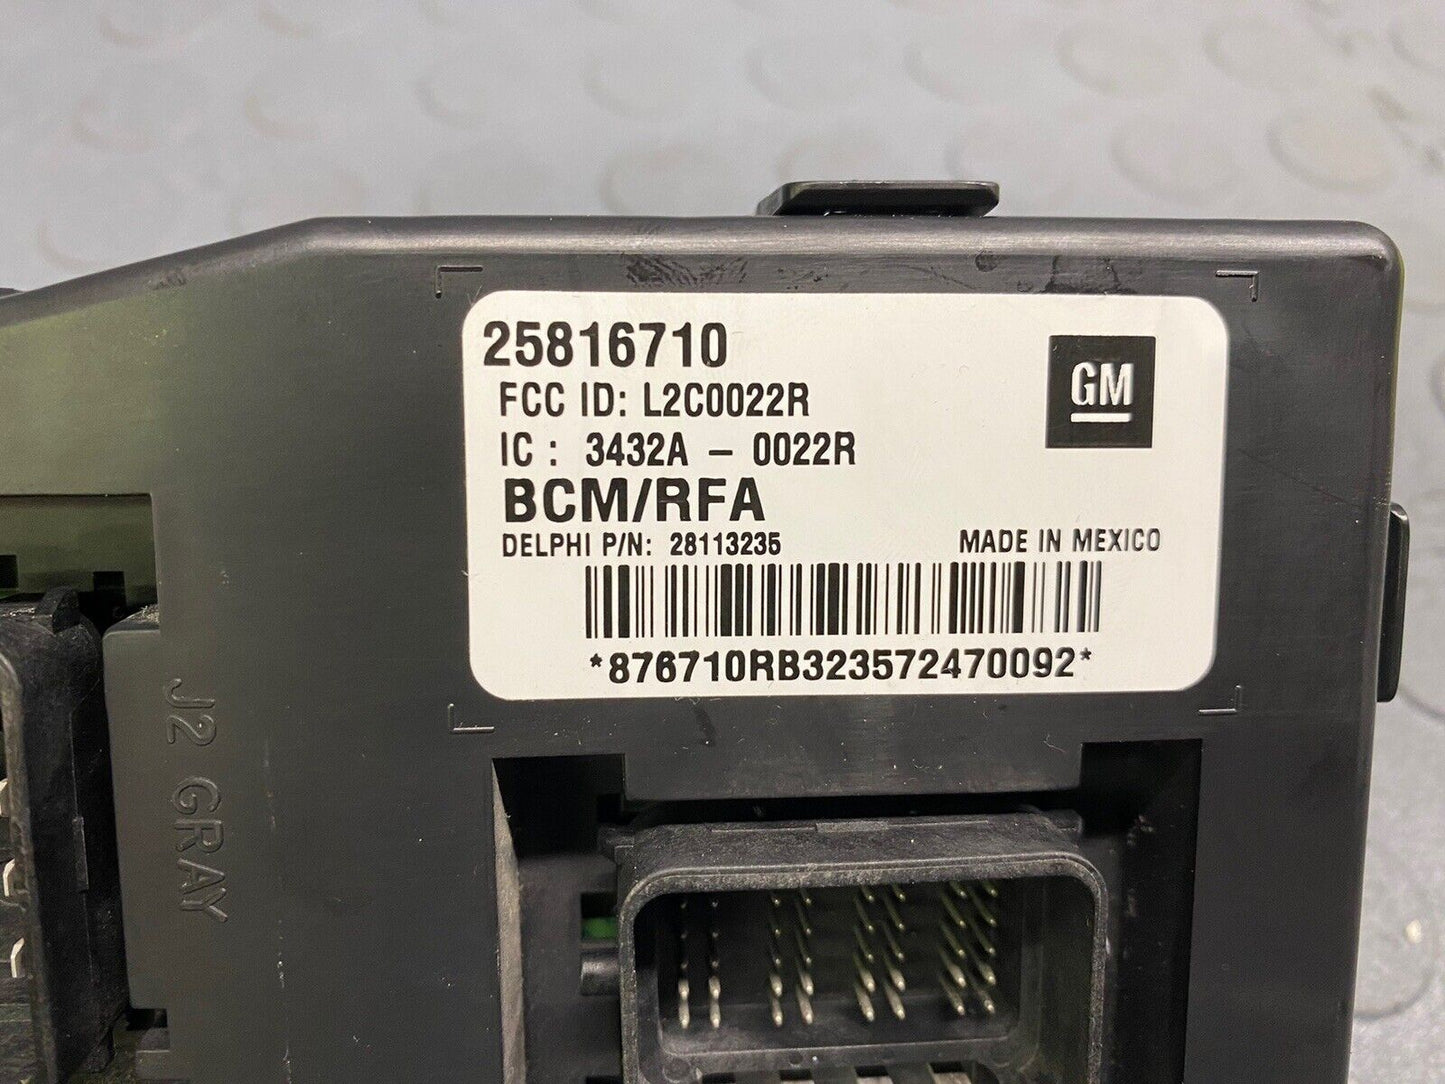 25816710
FCC ID: L2C0022R
GM
IC : 3432A - 0022R
BCM/RFA
DELPHI P/N: 28113235 MADE IN MEXICO
*876710RB323572470092*
J2 GRAY